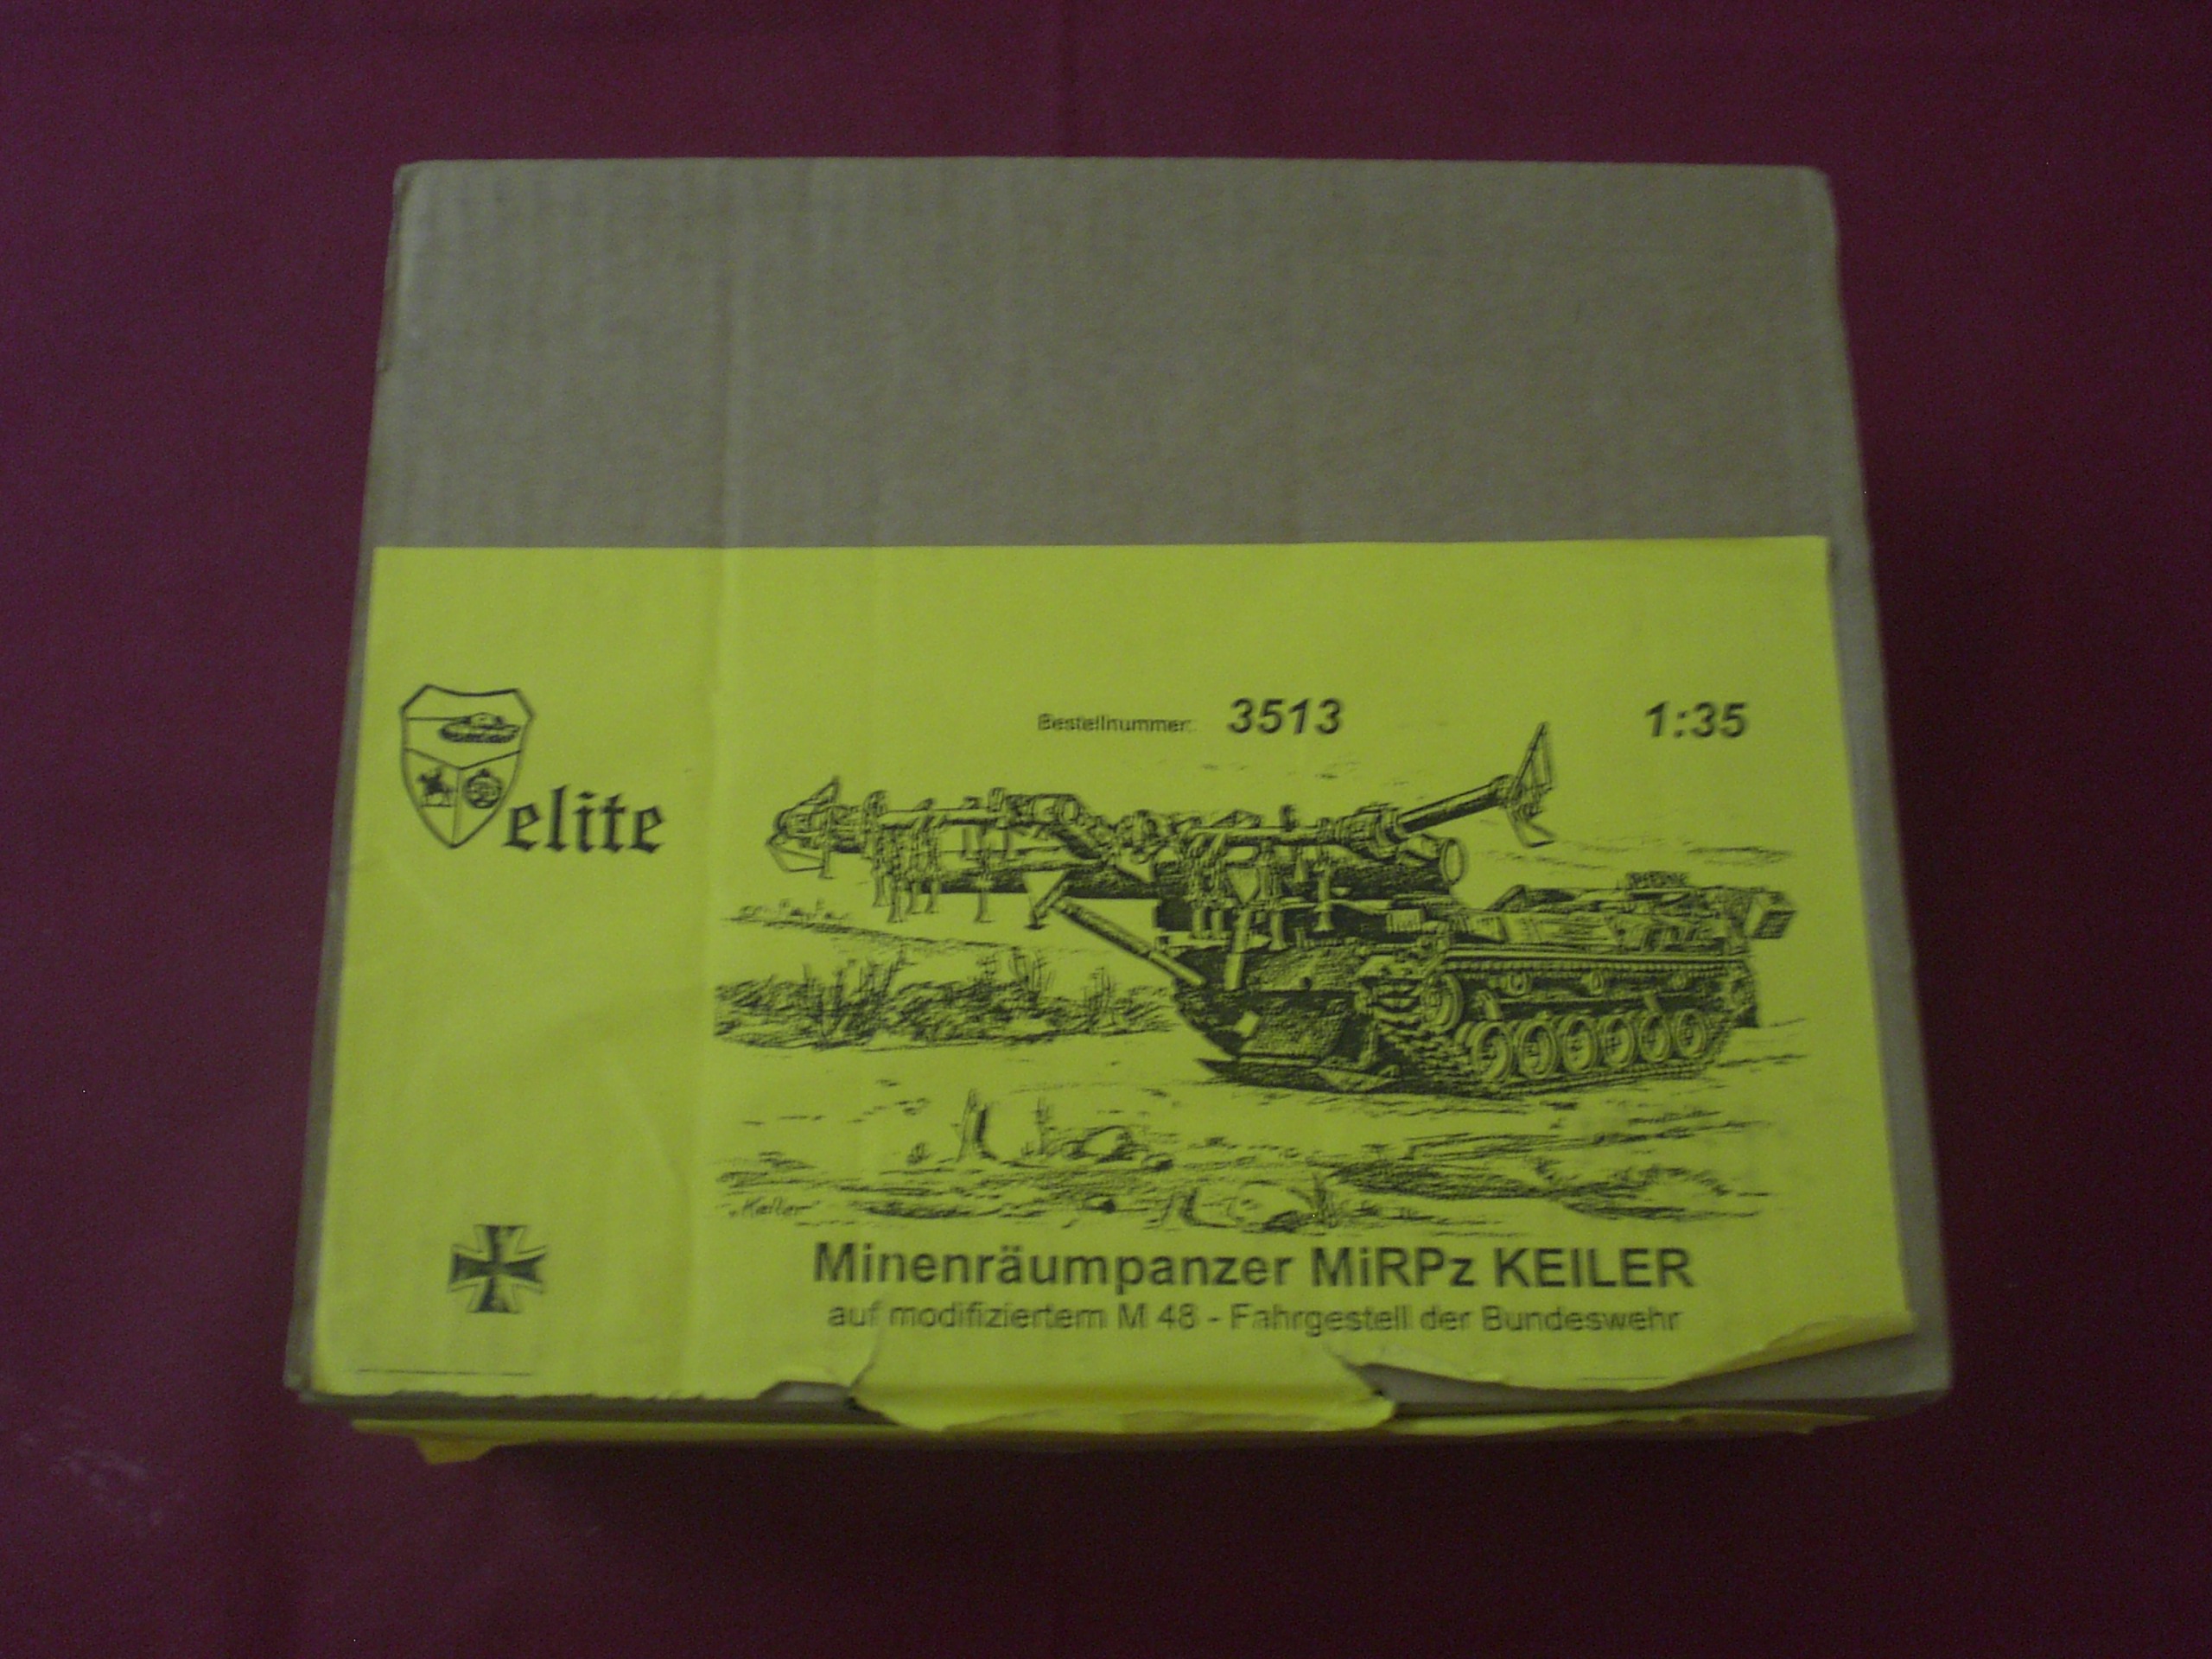 Bestellnummer: 3513
1:35
elite
Keiler
Minenräumpanzer MiRPz KEILER
auf modifiziertem M 48 - Fahrgestell der Bundeswehr